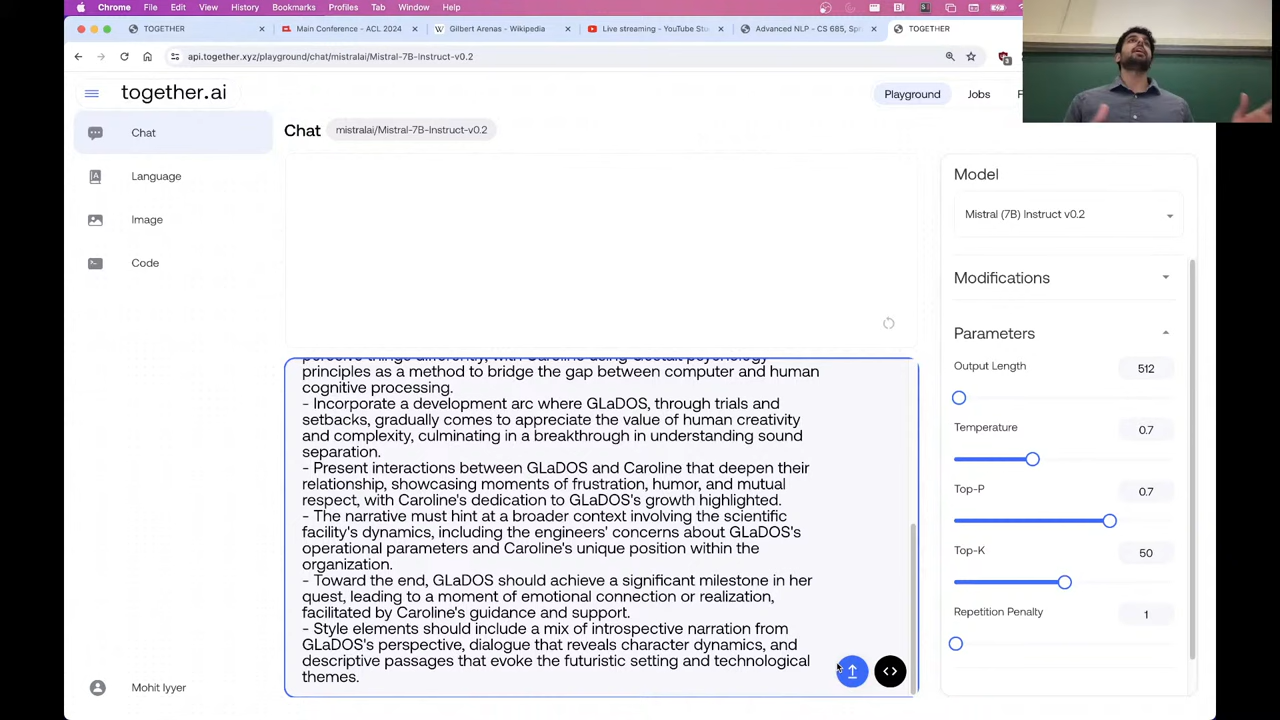 Chrome File Edit View History Bookmarks Profiles Tab Window Help
TOGETHER
Main Conference - ACL 2024
Gilbert Arenas - Wikipedia
Live streaming - YouTube Stu
Advanced NLP - CS 685, Spr
TOGETHER
api.together.xyz/playground/chat/mistralai/Mistral-7B-Instruct-v0.2
together.ai
Playground
Jobs
F
Chat
Language
Image
Code
Mohit Iyyer
Chat
mistralai/Mistral-7B-Instruct-v0.2
perceive things differently, with Caroline using Gestalt psychology
principles as a method to bridge the gap between computer and human
cognitive processing.
- Incorporate a development arc where GLaDOS, through trials and
setbacks, gradually comes to appreciate the value of human creativity
and complexity, culminating in a breakthrough in understanding sound
separation.
- Present interactions between GLaDOS and Caroline that deepen their
relationship, showcasing moments of frustration, humor, and mutual
respect, with Caroline's dedication to GLaDOS's growth highlighted.
- The narrative must hint at a broader context involving the scientific
facility's dynamics, including the engineers' concerns about GLaDOS's
operational parameters and Caroline's unique position within the
organization.
- Toward the end, GLaDOS should achieve a significant milestone in her
quest, leading to a moment of emotional connection or realization,
facilitated by Caroline's guidance and support.
- Style elements should include a mix of introspective narration from
GLaDOS's perspective, dialogue that reveals character dynamics, and
descriptive passages that evoke the futuristic setting and technological
themes.
Model
Mistral (7B) Instruct v0.2
Modifications
Parameters
Output Length 512
Temperature 0.7
Top-P 0.7
Top-K 50
Repetition Penalty 1